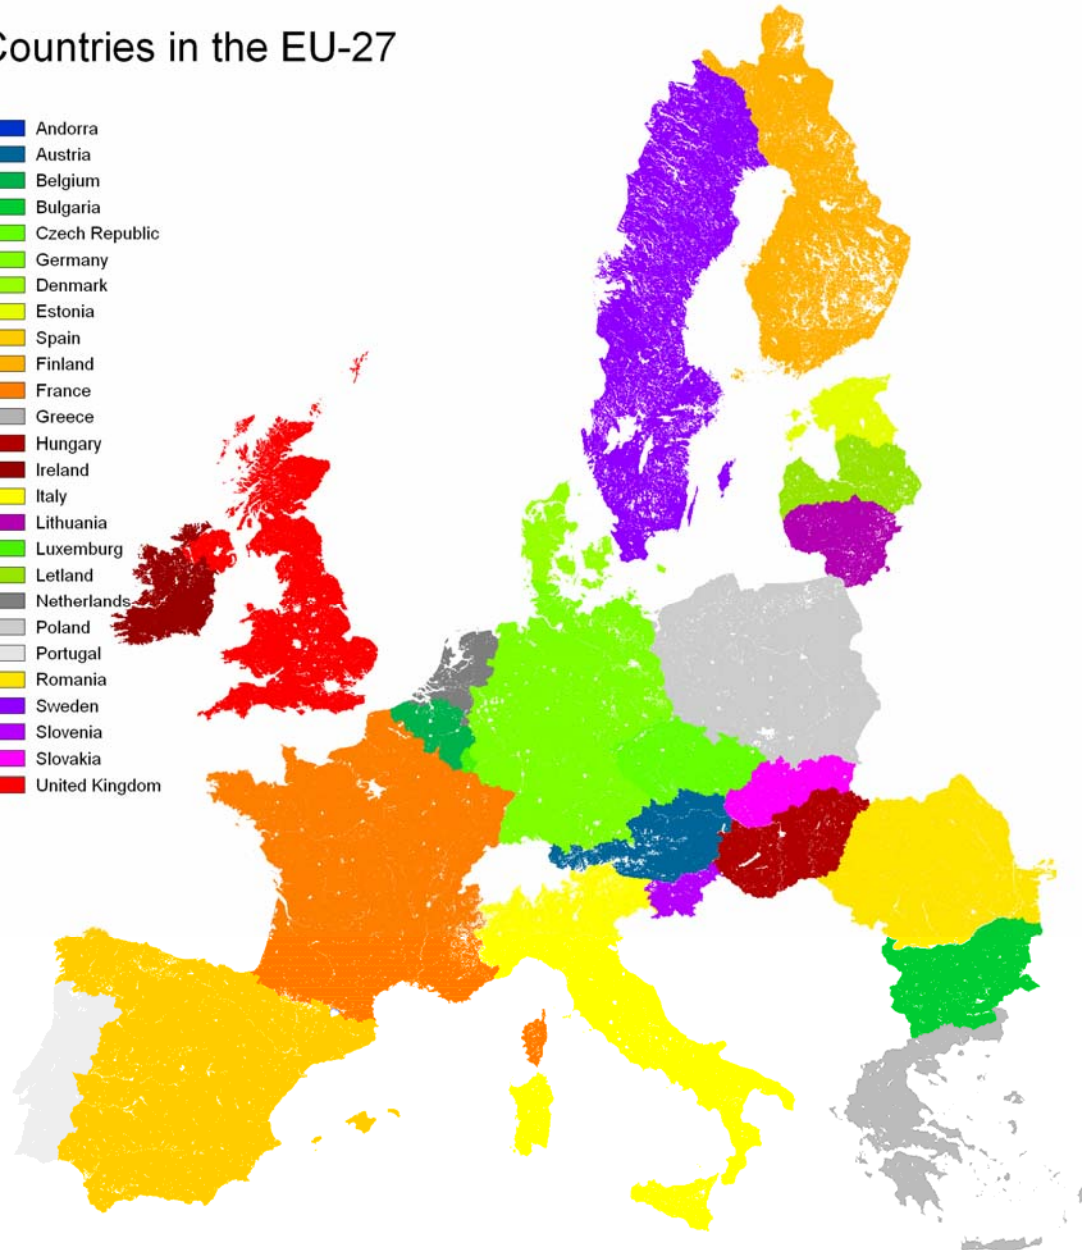 Countries in the EU-27
Andorra
Austria
Belgium
Bulgaria
Czech Republic
Germany
Denmark
Estonia
Spain
Finland
France
Greece
Hungary
Ireland
Italy
Lithuania
Luxemburg
Letland
Netherlands
Poland
Portugal
Romania
Sweden
Slovenia
Slovakia
United Kingdom